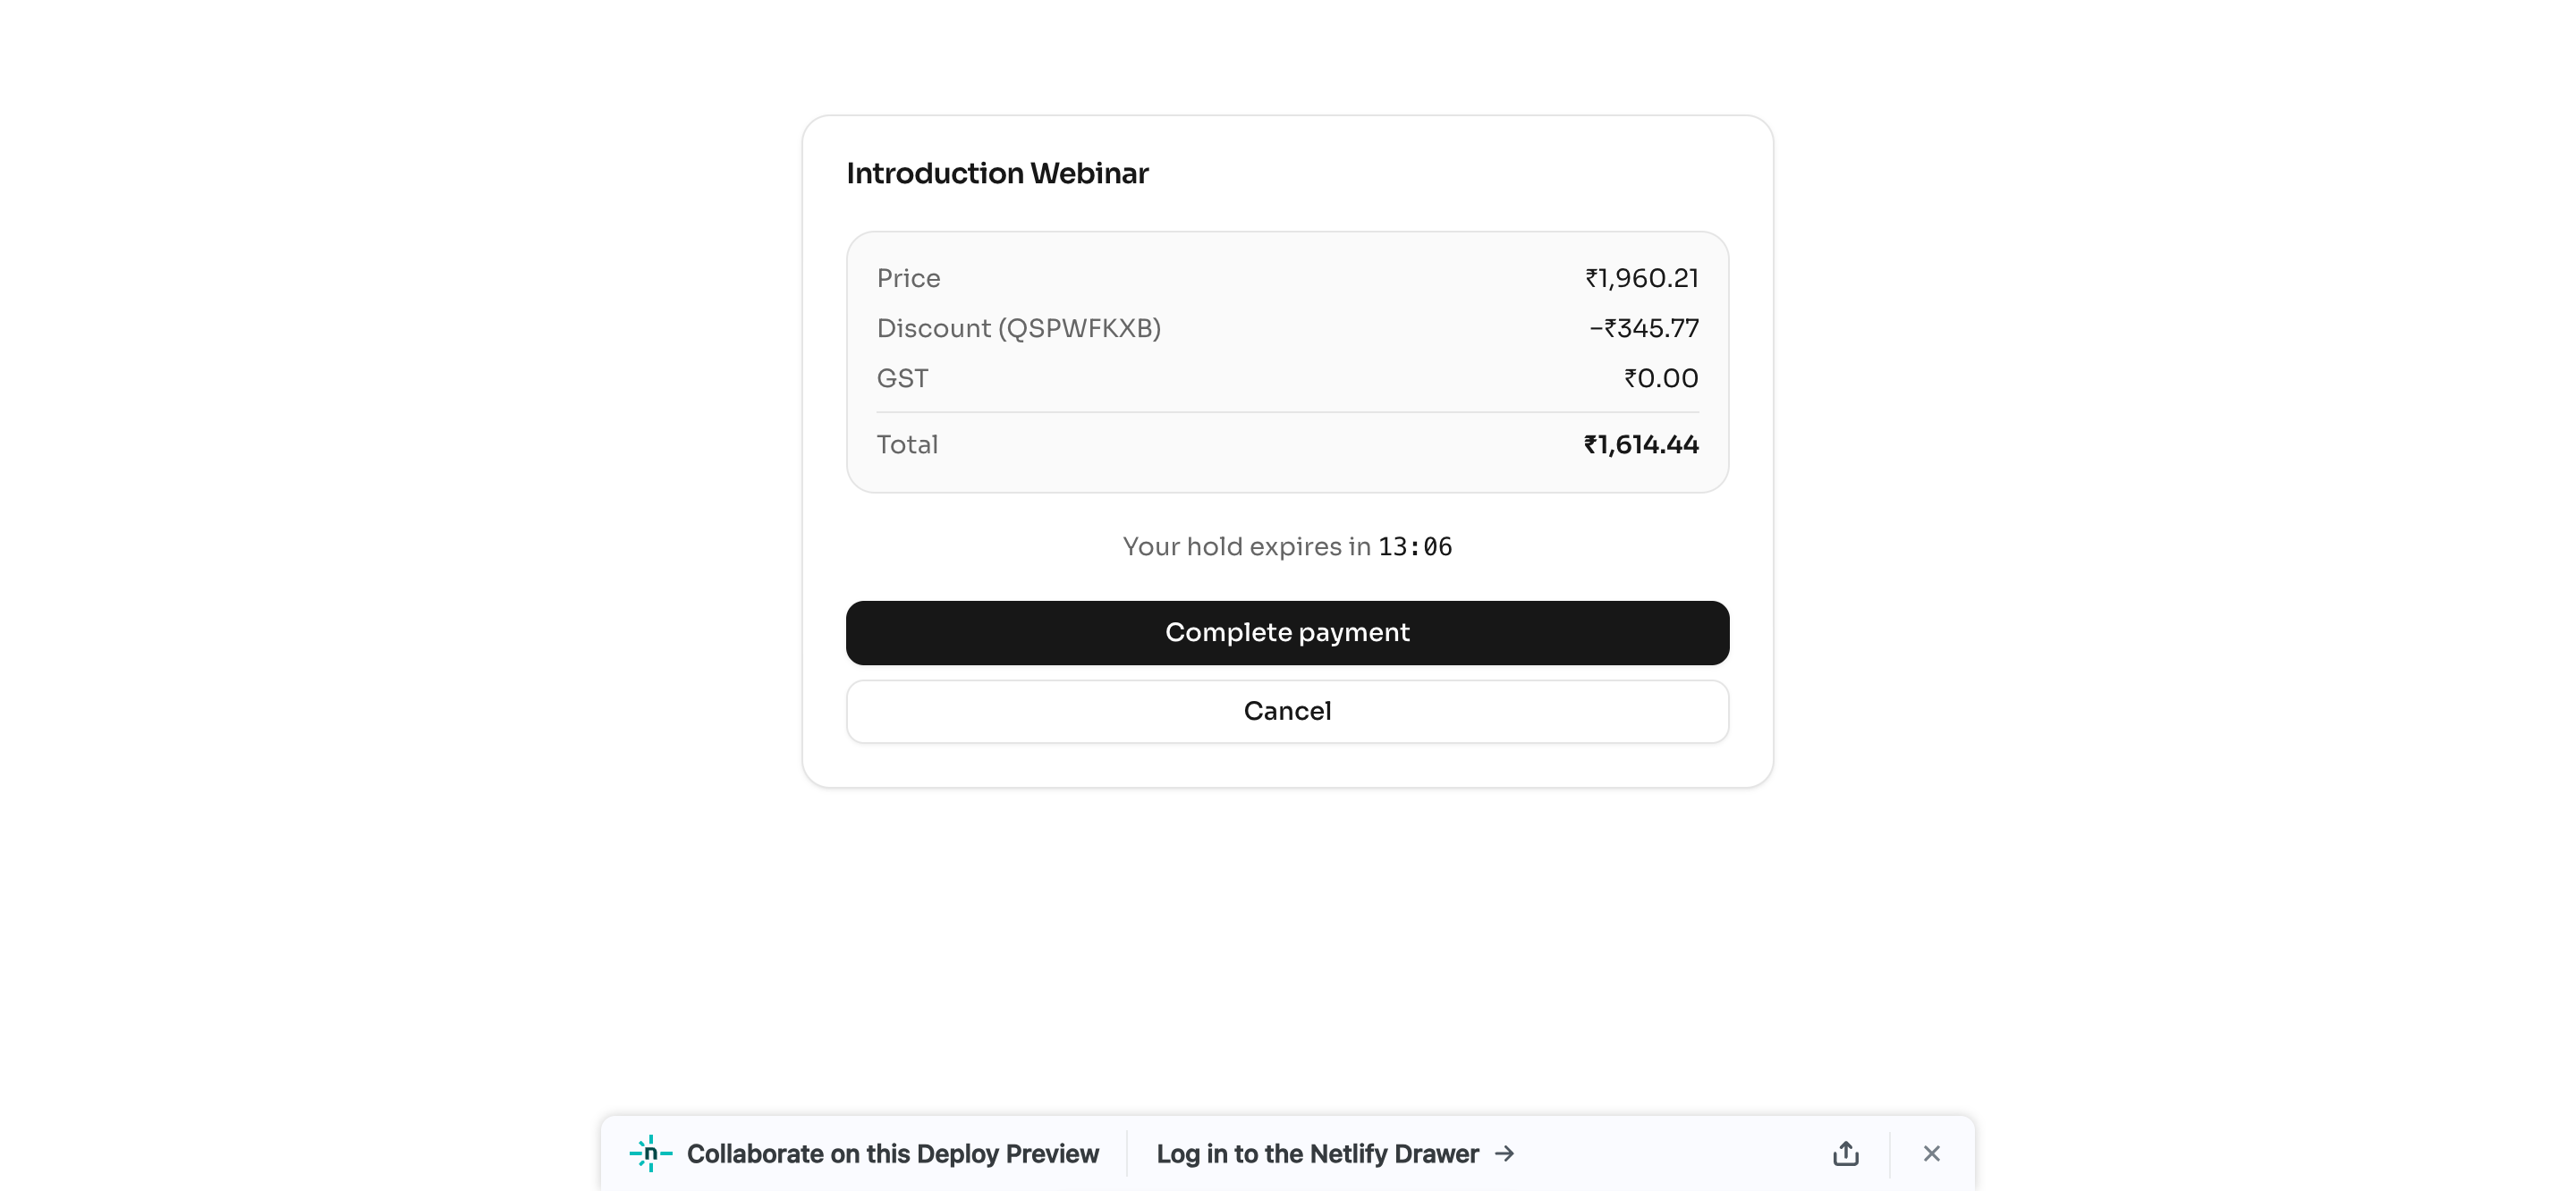 Introduction Webinar
Price ₹1,960.21
Discount (QSPWFKXB) −₹345.77
GST ₹0.00
Total ₹1,614.44
Your hold expires in 13:06
Complete payment
Cancel
n Collaborate on this Deploy Preview Log in to the Netlify Drawer →